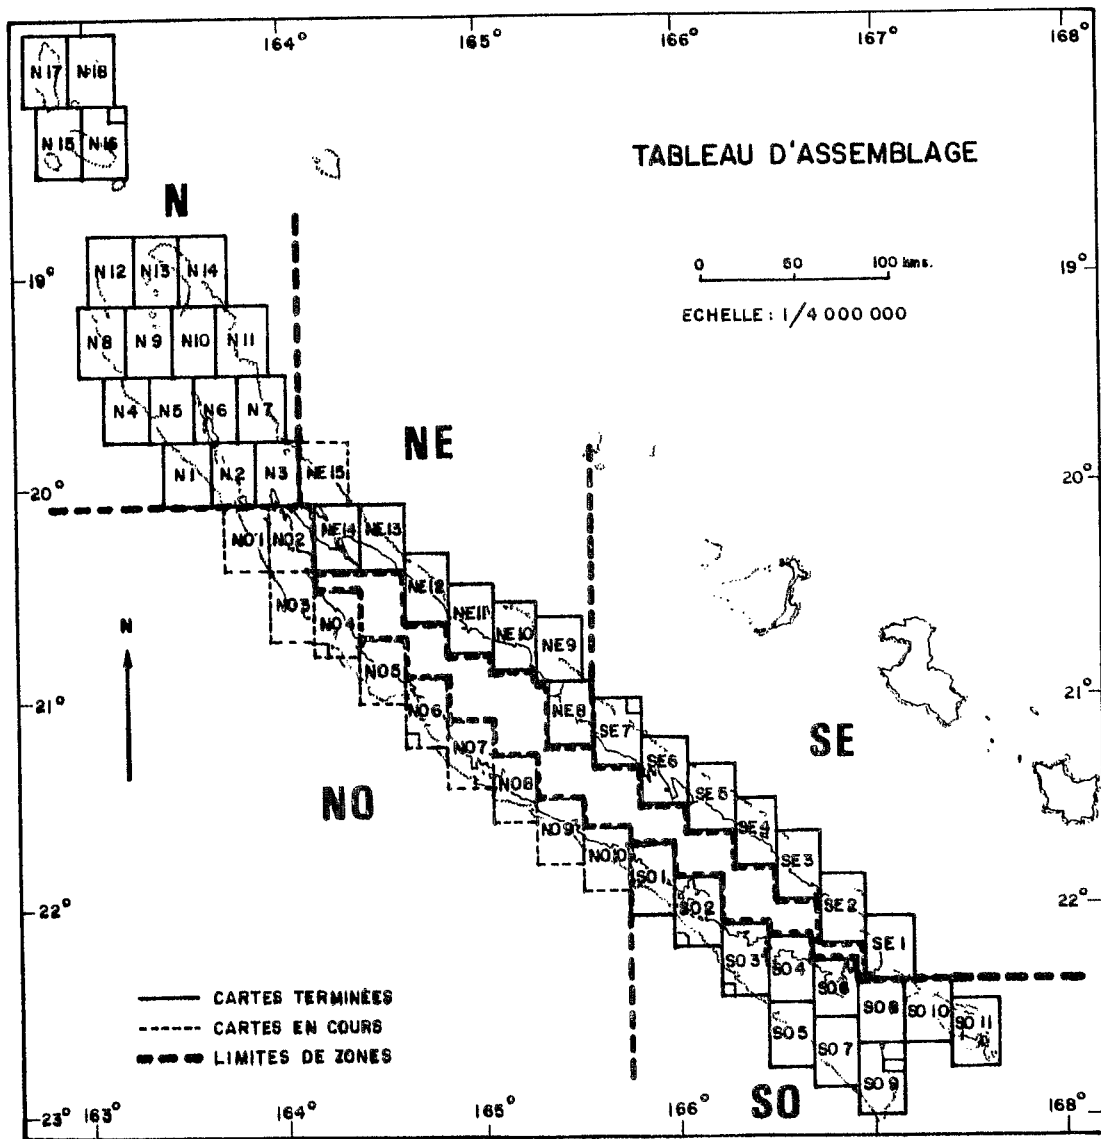 164° 165° 166° 167° 168°
N17 N18
N15 N16
TABLEAU D'ASSEMBLAGE
N
0 50 100 kms.
ECHELLE : 1/4 000 000
19° 19°
N12 N13 N14
N8 N9 N10 N11
N4 N5 N6 N7
NE
N1 N2 N3 NE15
20° 20°
NO1 NO2 NE14 NE13
NO3 NO4 NE12
NE11 NE10 NE9
N
NO5 NO6 NE8
21° 21°
NO7 NO8 SE7 SE6
SE
NO
NO9 NO10 SE5 SE4 SE3
SO1 SO2 SE2
22° 22°
SO3 SO4 SO6 SE1
SO8 SO10 SO11
SO5 SO7
SO9
CARTES TERMINÉES
CARTES EN COURS
LIMITES DE ZONES
SO
23° 163° 164° 165° 166° 168°